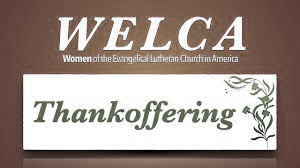 WELCA
Women of the Evangelical Lutheran Church in America
Thankoffering